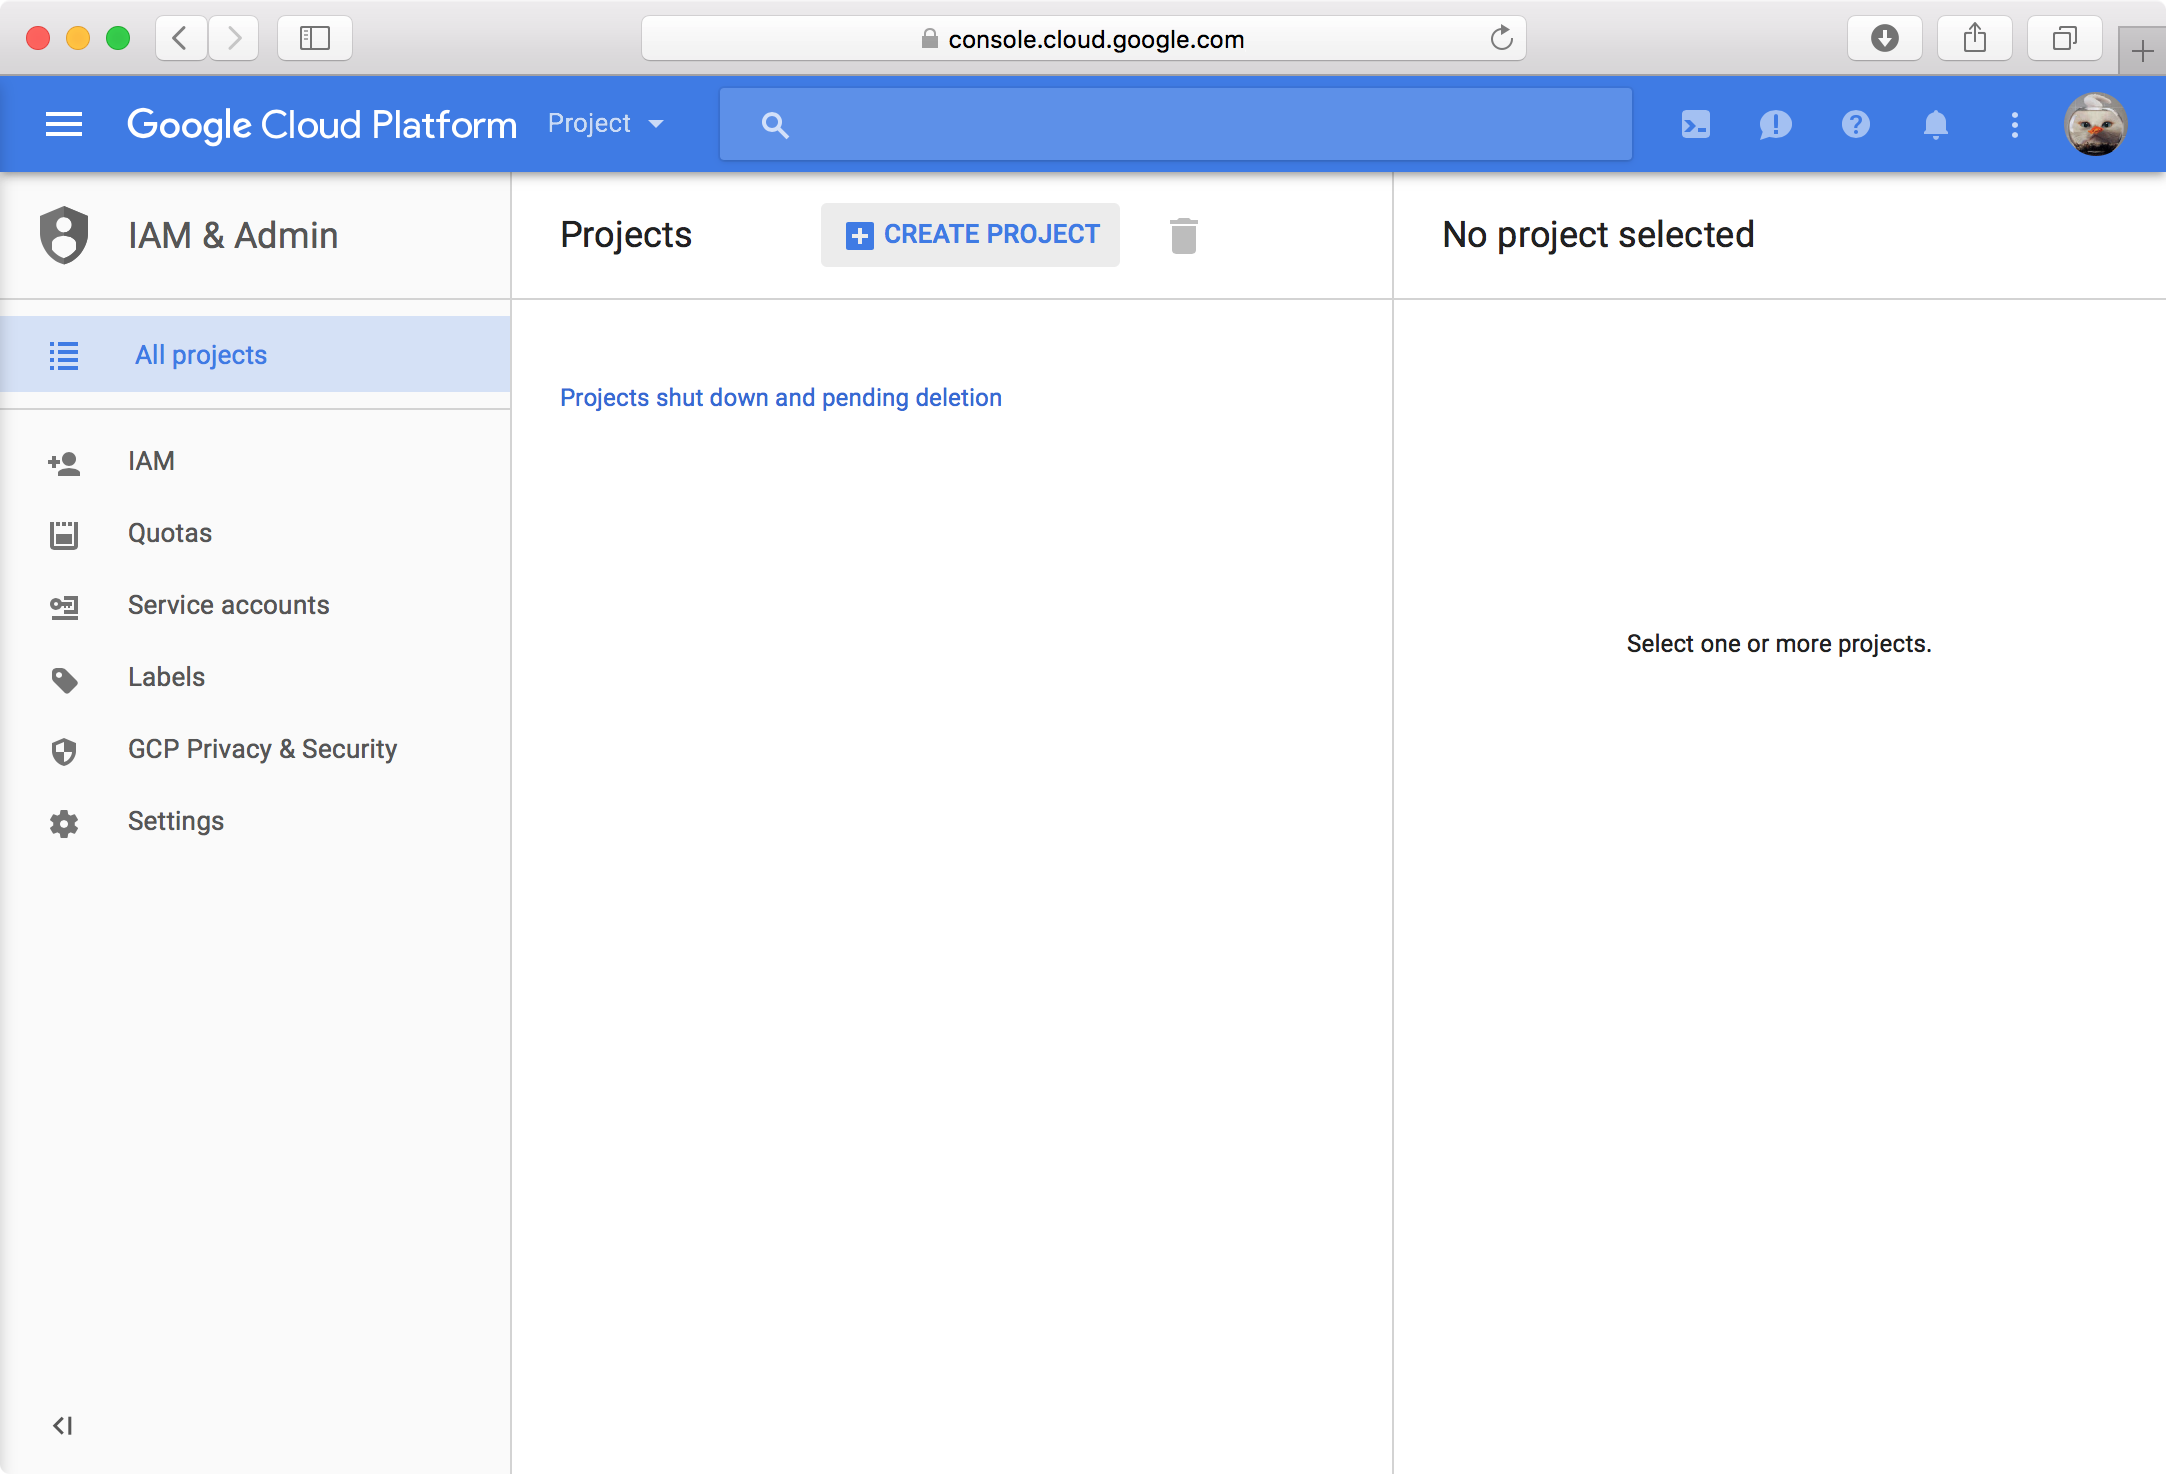 console.cloud.google.com
Google Cloud Platform Project
IAM & Admin
Projects
CREATE PROJECT
No project selected
All projects
Projects shut down and pending deletion
IAM
Quotas
Service accounts
Labels
GCP Privacy & Security
Settings
Select one or more projects.